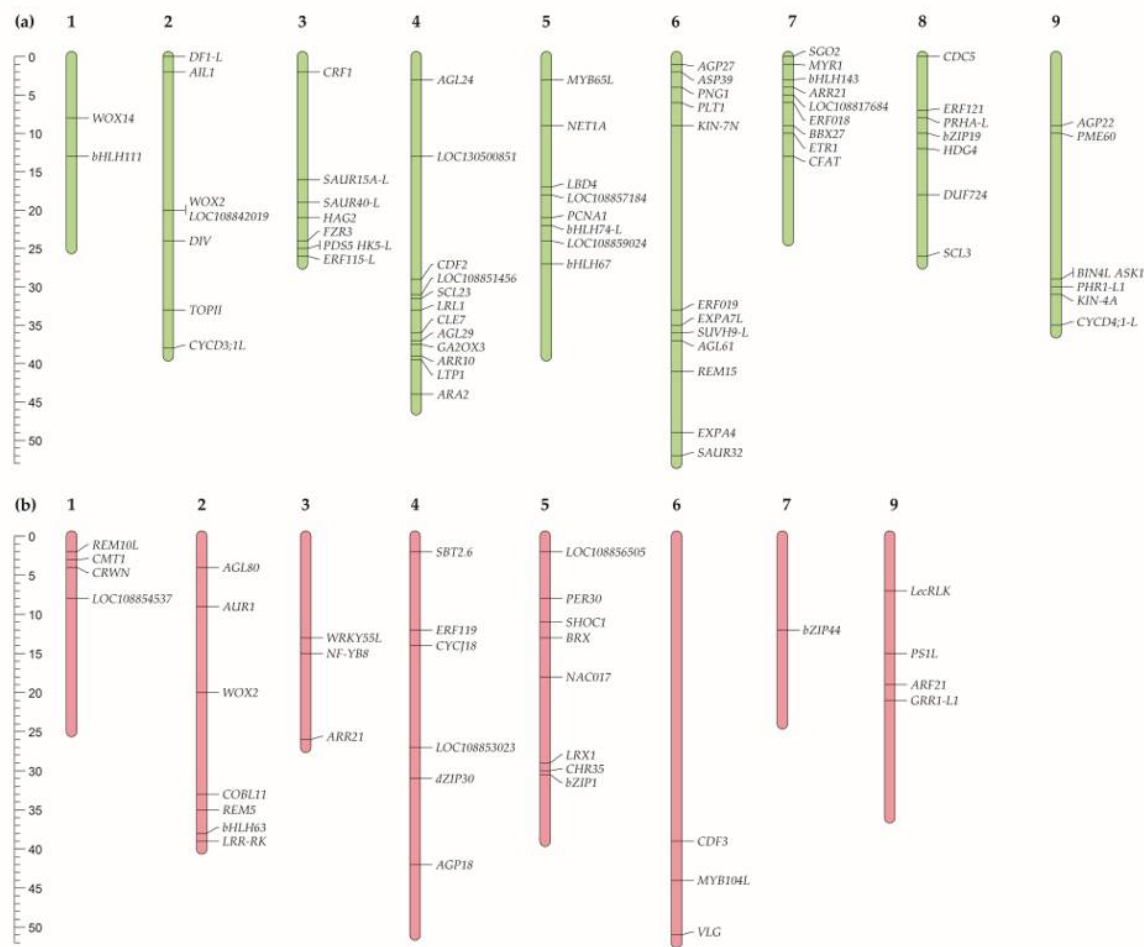 (a) 1 2 3 4 5 6 7 8 9
0
5
10
15
20
25
30
35
40
45
50
WOX14
bHLH111
DF1-L
AIL1
WOX2
LOC108842019
DIV
TOPII
CYCD3;1L
CRF1
SAUR15A-L
SAUR40-L
HAG2
FZR3
PDS5 HK5-L
ERF115-L
AGL24
LOC130500851
CDF2
LOC108851456
SCL23
LRL1
CLE7
AGL29
GA2OX3
ARR10
LTP1
ARA2
MYB65L
NET1A
LBD4
LOC108857184
PCNA1
bHLH74-L
LOC108859024
bHLH67
AGP27
ASP39
PNG1
PLT1
KIN-7N
ERF019
EXPA7L
SUVH9-L
AGL61
REM15
EXPA4
SAUR32
SGO2
MYR1
bHLH143
ARR21
LOC108817684
ERF018
BBX27
ETR1
CFAT
CDC5
ERF121
PRHA-L
bZIP19
HDG4
DUF724
SCL3
AGP22
PME60
BIN4L ASK1
PHR1-L1
KIN-4A
CYCD4;1-L
(b) 1 2 3 4 5 6 7 8 9
0
5
10
15
20
25
30
35
40
45
50
REM10L
CMT1
CRWN
LOC108854537
AGL80
AUR1
WOX2
COBL11
REM5
bHLH63
LRR-RK
WRKY55L
NF-YB8
ARR21
SBT2.6
ERF119
CYCJ18
LOC108853023
dZIP30
AGP18
LOC108856505
PER30
SHOC1
BRX
NAC017
LRX1
CHR35
bZIP1
CDF3
MYB104L
VLG
bZIP44
LecRLK
PS1L
ARF21
GRR1-L1